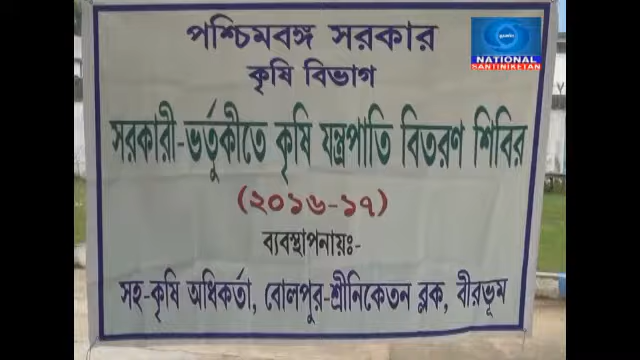 পশ্চিমবঙ্গ সরকার
কৃষি বিভাগ
সরকারী-ভর্তুকীতে কৃষি যন্ত্রপাতি বিতরণ শিবির
(২০১৬-১৭)
ব্যবস্থাপনায়ঃ-
সহ-কৃষি অধিকর্তা, বোলপুর-শ্রীনিকেতন ব্লক, বীরভূম
NATIONAL
SANTINIKETAN